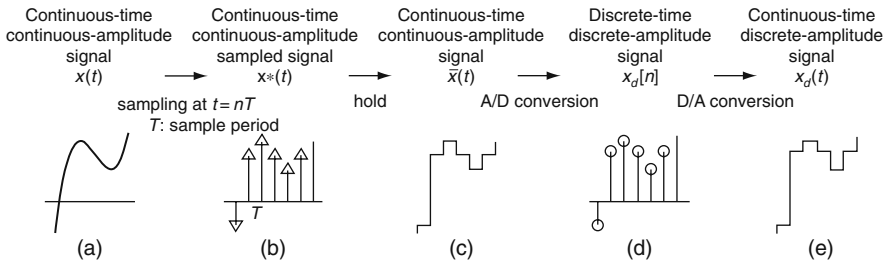 Continuous-time Continuous-time Continuous-time Discrete-time Continuous-time
continuous-amplitude continuous-amplitude continuous-amplitude discrete-amplitude discrete-amplitude
signal sampled signal signal signal signal
x(t) x*(t) x̄(t) x_d[n] x_d(t)
sampling at t = nT hold A/D conversion D/A conversion
T: sample period
T
(a) (b) (c) (d) (e)